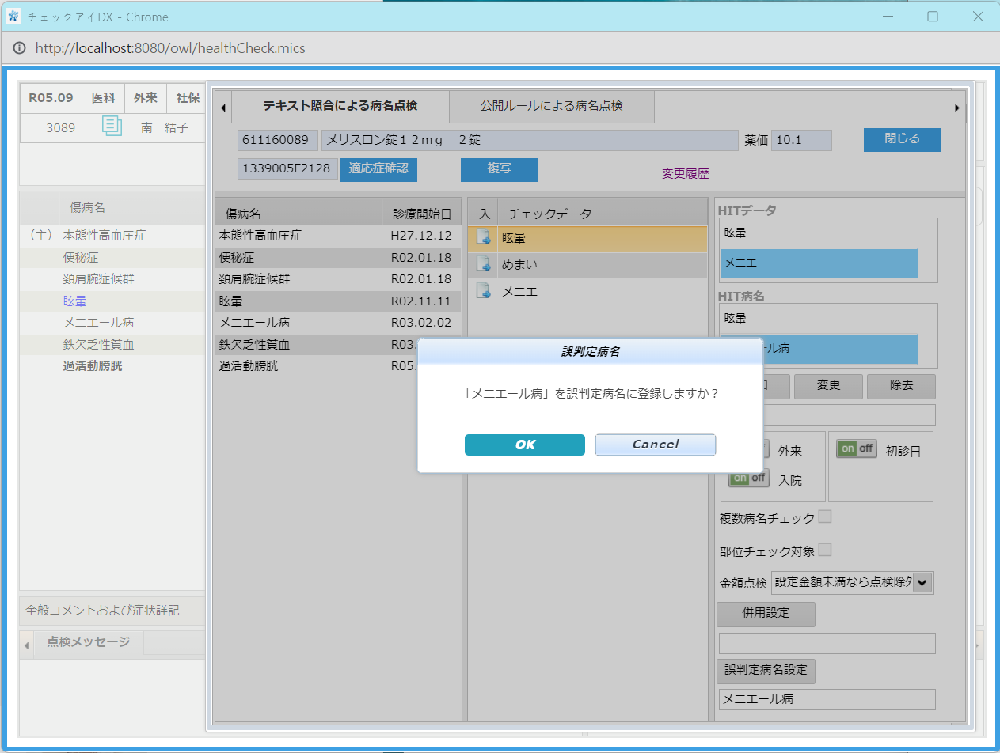 チェックアイDX - Chrome
http://localhost:8080/owl/healthCheck.mics
R05.09 医科 外来 社保
3089 南 結子
傷病名
（主） 本態性高血圧症
便秘症
頚肩腕症候群
眩暈
メニエール病
鉄欠乏性貧血
過活動膀胱
全般コメントおよび症状詳記
点検メッセージ
テキスト照合による病名点検 公開ルールによる病名点検
611160089 メリスロン錠１２ｍｇ　２錠 薬価 10.1 閉じる
1339005F2128 適応症確認 複写 変更履歴
傷病名 診療開始日
本態性高血圧症 H27.12.12
便秘症 R02.01.18
頚肩腕症候群 R02.01.18
眩暈 R02.11.11
メニエール病 R03.02.02
鉄欠乏性貧血 R03.
過活動膀胱 R05.
入 チェックデータ
眩暈
めまい
メニエ
HITデータ
眩暈
メニエ
HIT病名
眩暈
ール病
変更 除去
外来
on off 入院
on off 初診日
複数病名チェック
部位チェック対象
金額点検 設定金額未満なら点検除外
併用設定
誤判定病名設定
メニエール病
誤判定病名
「メニエール病」を誤判定病名に登録しますか？
OK Cancel